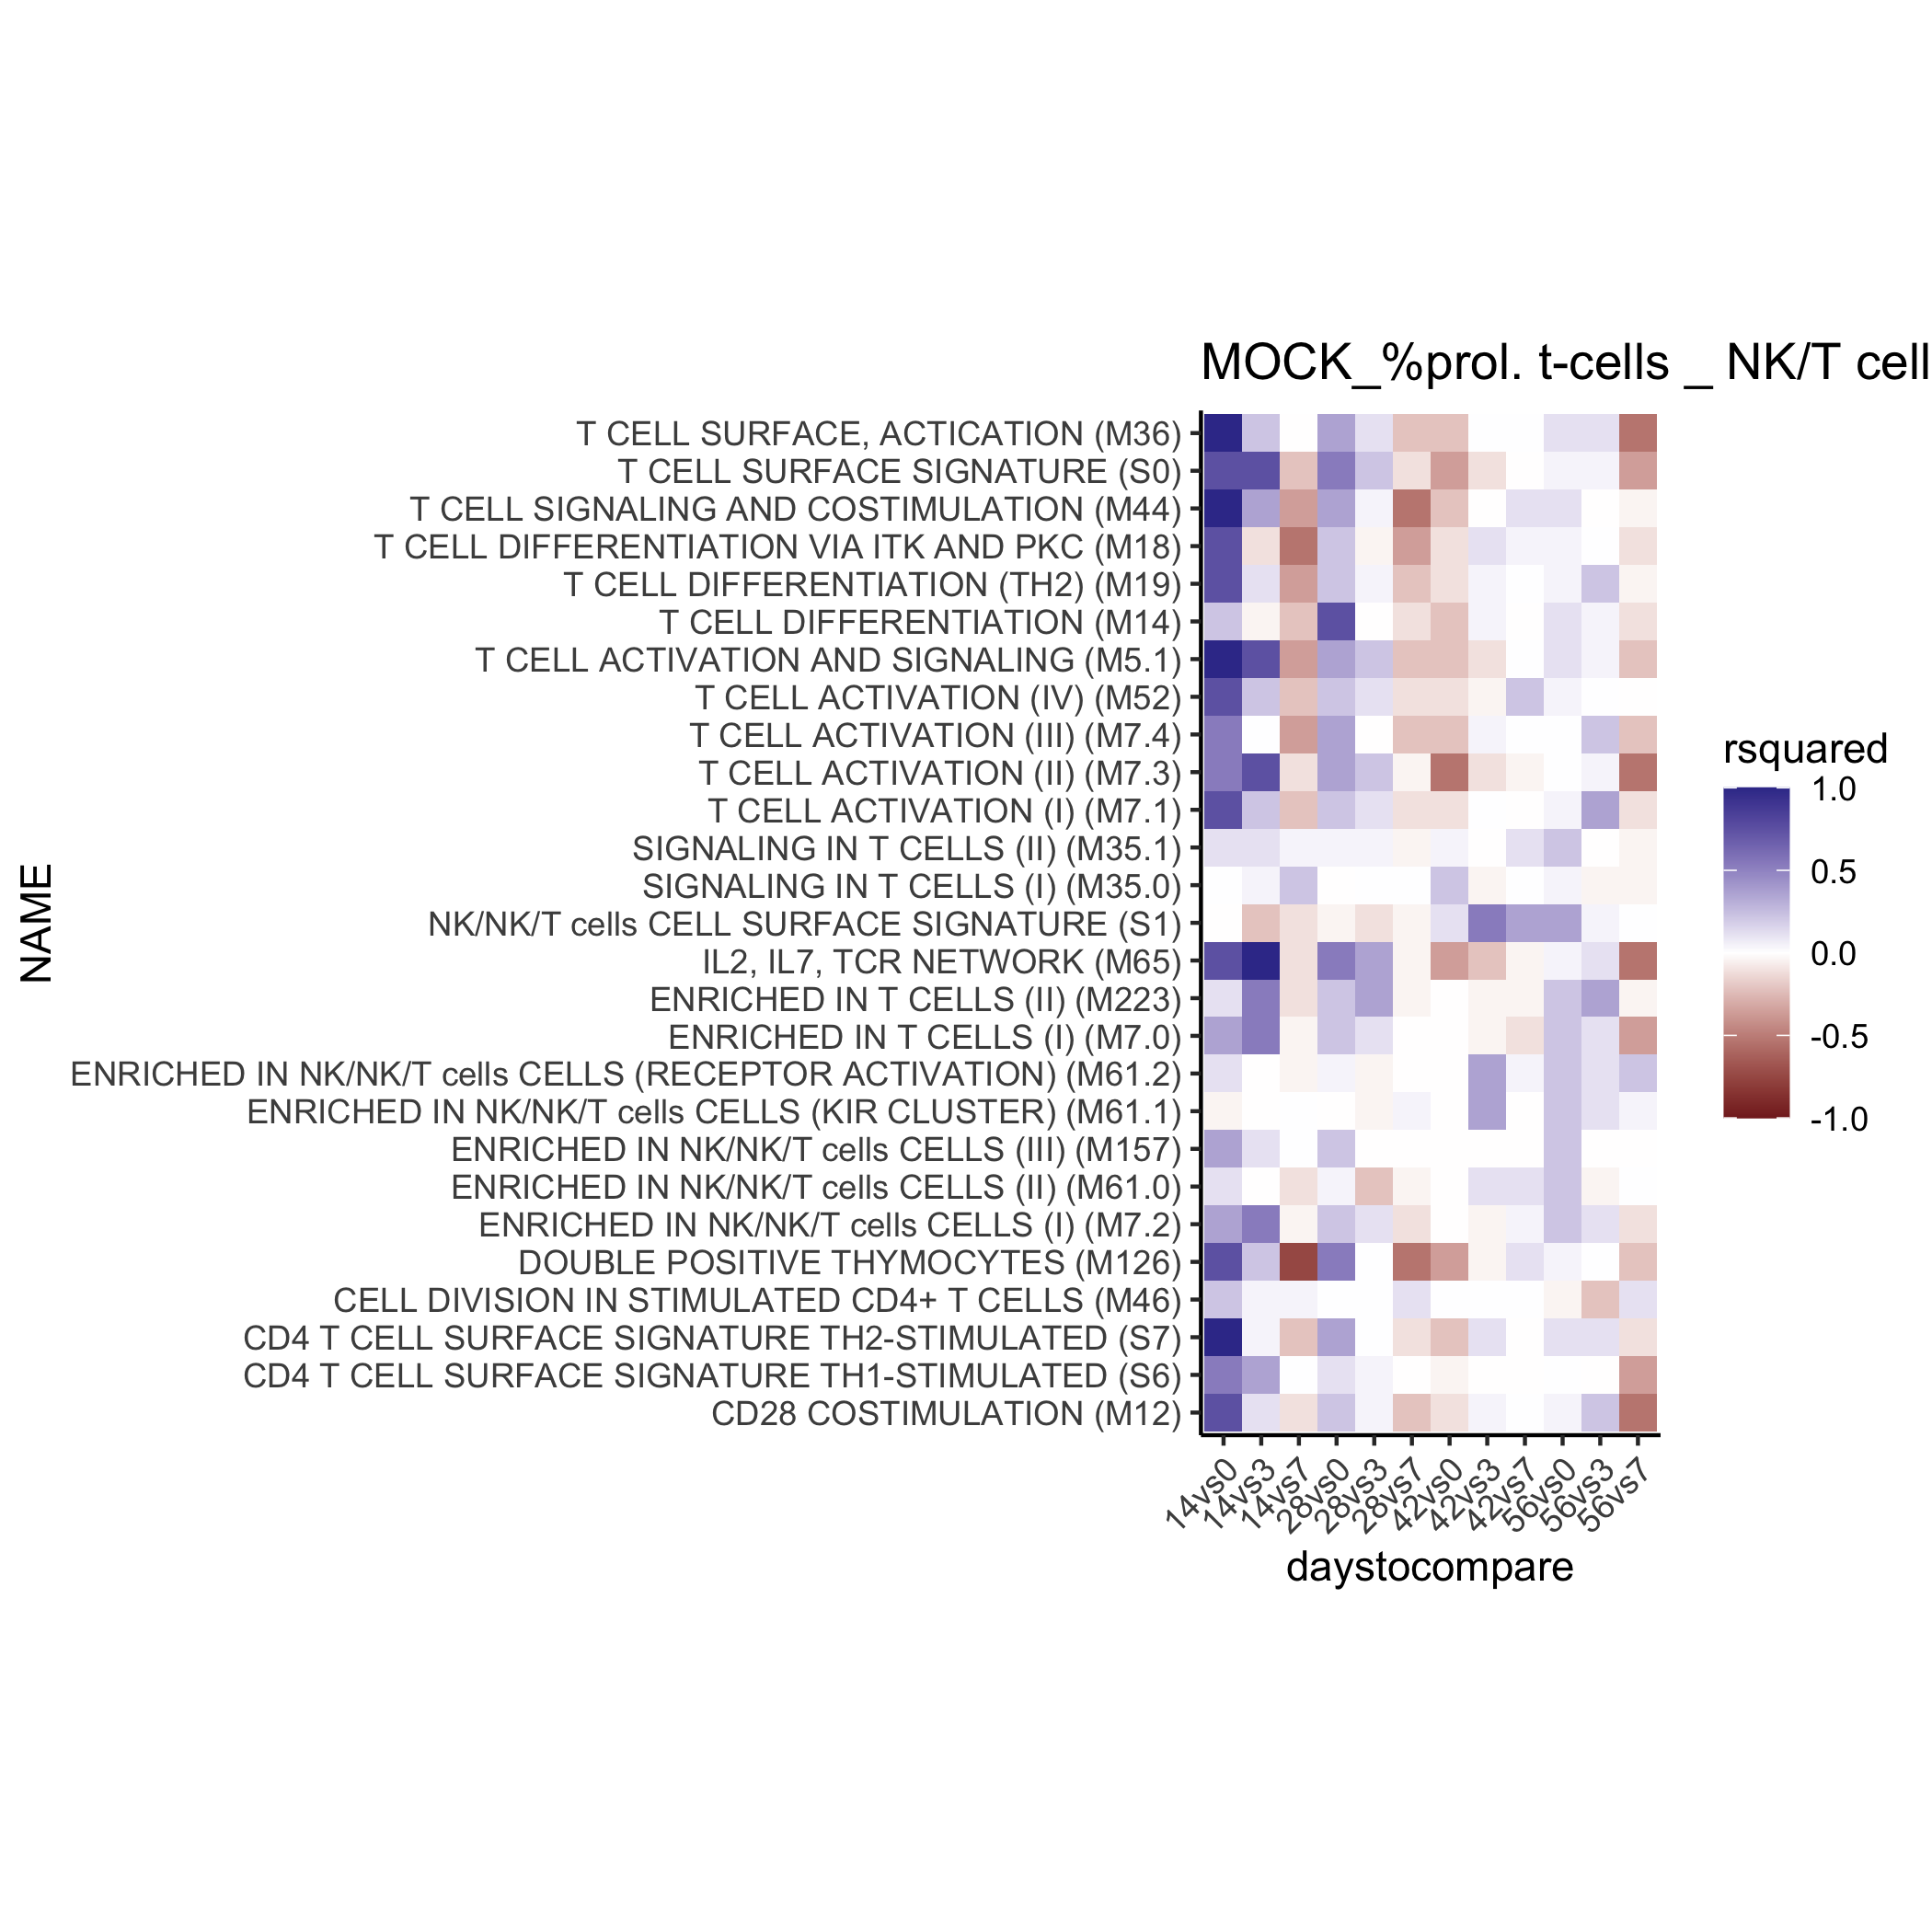 MOCK_%prol. t-cells _ NK/T cell
NAME
T CELL SURFACE, ACTICATION (M36)
T CELL SURFACE SIGNATURE (S0)
T CELL SIGNALING AND COSTIMULATION (M44)
T CELL DIFFERENTIATION VIA ITK AND PKC (M18)
T CELL DIFFERENTIATION (TH2) (M19)
T CELL DIFFERENTIATION (M14)
T CELL ACTIVATION AND SIGNALING (M5.1)
T CELL ACTIVATION (IV) (M52)
T CELL ACTIVATION (III) (M7.4)
T CELL ACTIVATION (II) (M7.3)
T CELL ACTIVATION (I) (M7.1)
SIGNALING IN T CELLS (II) (M35.1)
SIGNALING IN T CELLS (I) (M35.0)
NK/NK/T cells CELL SURFACE SIGNATURE (S1)
IL2, IL7, TCR NETWORK (M65)
ENRICHED IN T CELLS (II) (M223)
ENRICHED IN T CELLS (I) (M7.0)
ENRICHED IN NK/NK/T cells CELLS (RECEPTOR ACTIVATION) (M61.2)
ENRICHED IN NK/NK/T cells CELLS (KIR CLUSTER) (M61.1)
ENRICHED IN NK/NK/T cells CELLS (III) (M157)
ENRICHED IN NK/NK/T cells CELLS (II) (M61.0)
ENRICHED IN NK/NK/T cells CELLS (I) (M7.2)
DOUBLE POSITIVE THYMOCYTES (M126)
CELL DIVISION IN STIMULATED CD4+ T CELLS (M46)
CD4 T CELL SURFACE SIGNATURE TH2-STIMULATED (S7)
CD4 T CELL SURFACE SIGNATURE TH1-STIMULATED (S6)
CD28 COSTIMULATION (M12)
14vs0
14vs3
14vs7
28vs0
28vs3
28vs7
42vs0
42vs3
42vs7
56vs0
56vs3
56vs7
daystocompare
rsquared
1.0
0.5
0.0
-0.5
-1.0